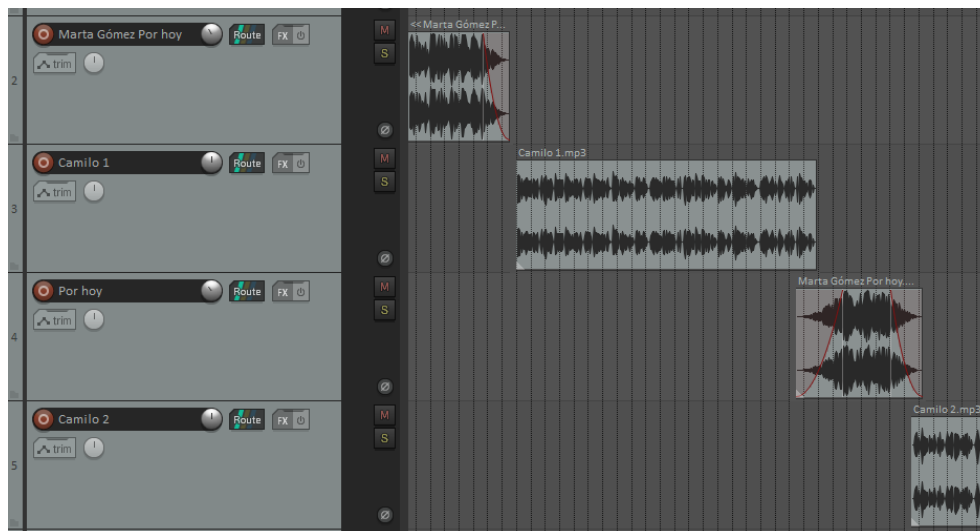 Marta Gómez Por hoy
Route
FX
M
<< Marta Gómez P...
trim
S
2
Camilo 1
Route
FX
M
Camilo 1.mp3
trim
S
3
Por hoy
Route
FX
M
Marta Gómez Por hoy....
trim
S
4
Camilo 2
Route
FX
M
Camilo 2.mp3
trim
S
5